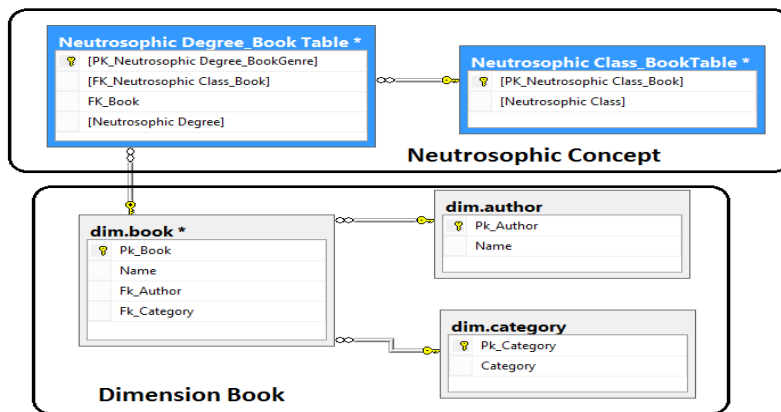 Neutrosophic Degree_Book Table *
[PK_Neutrosophic Degree_BookGenre]
[FK_Neutrosophic Class_Book]
FK_Book
[Neutrosophic Degree]
Neutrosophic Class_BookTable *
[PK_Neutrosophic Class_Book]
[Neutrosophic Class]
Neutrosophic Concept
dim.book *
Pk_Book
Name
Fk_Author
Fk_Category
dim.author
Pk_Author
Name
dim.category
Pk_Category
Category
Dimension Book